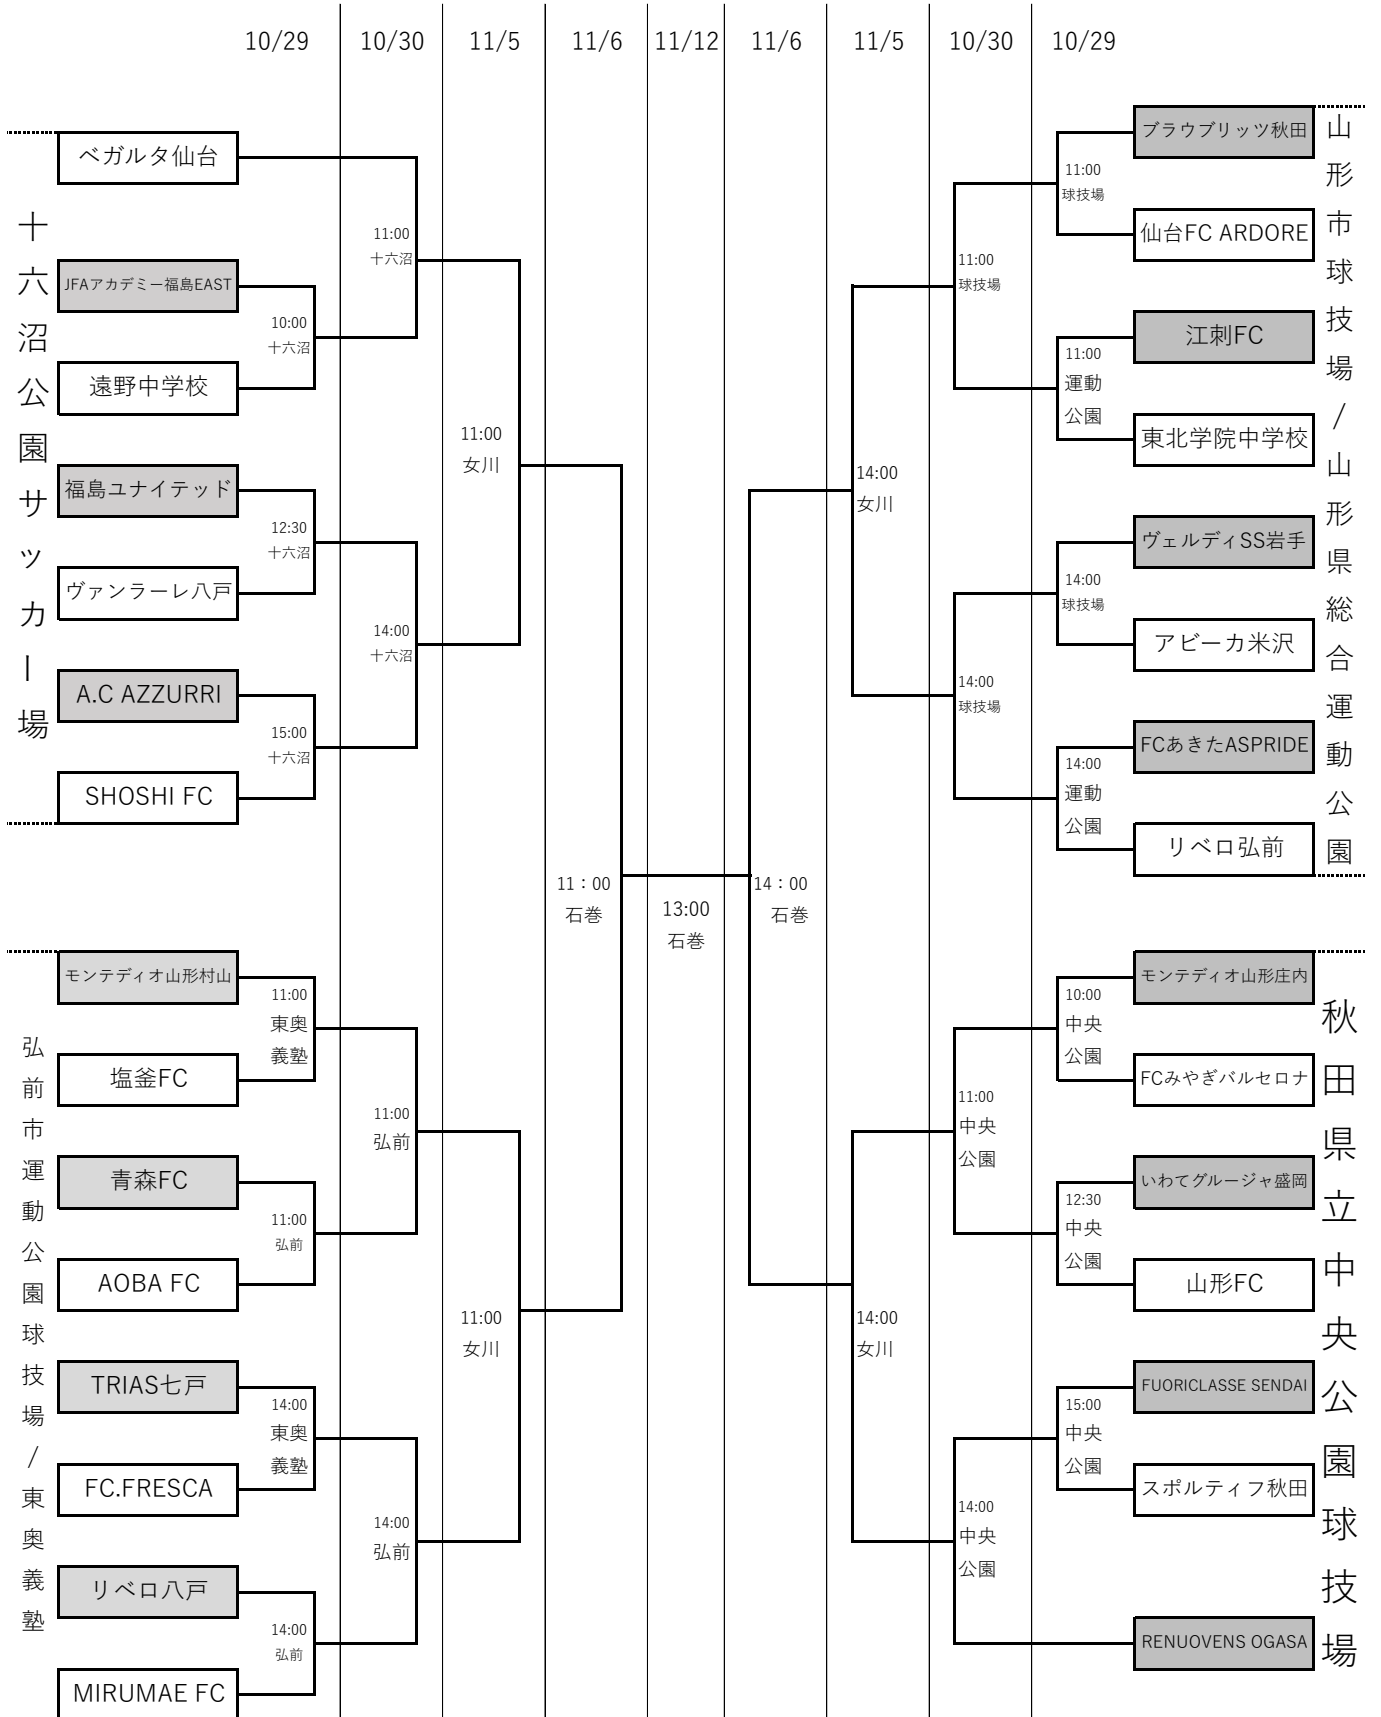 10/29
10/30
11/5
11/6
11/12
11/6
11/5
10/30
10/29
十六沼公園サッカー場
ベガルタ仙台
JFAアカデミー福島EAST
遠野中学校
福島ユナイテッド
ヴァンラーレ八戸
A.C AZZURRI
SHOSHI FC
10:00
十六沼
12:30
十六沼
15:00
十六沼
11:00
十六沼
14:00
十六沼
11:00
女川
弘前市運動公園球技場/東奥義塾
モンテディオ山形村山
塩釜FC
青森FC
AOBA FC
TRIAS七戸
FC.FRESCA
リベロ八戸
MIRUMAE FC
11:00
東奥
義塾
11:00
弘前
14:00
東奥
義塾
14:00
弘前
11:00
弘前
14:00
弘前
11:00
女川
11：00
石巻
13:00
石巻
14：00
石巻
14:00
女川
11:00
球技場
14:00
球技場
11:00
球技場
11:00
運動
公園
14:00
球技場
14:00
運動
公園
ブラウブリッツ秋田
仙台FC ARDORE
江刺FC
東北学院中学校
ヴェルディSS岩手
アビーカ米沢
FCあきたASPRIDE
リベロ弘前
山形市球技場/山形県総合運動公園
14:00
女川
11:00
中央
公園
14:00
中央
公園
10:00
中央
公園
12:30
中央
公園
15:00
中央
公園
モンテディオ山形庄内
FCみやぎバルセロナ
いわてグルージャ盛岡
山形FC
FUORICLASSE SENDAI
スポルティフ秋田
RENUOVENS OGASA
秋田県立中央公園球技場